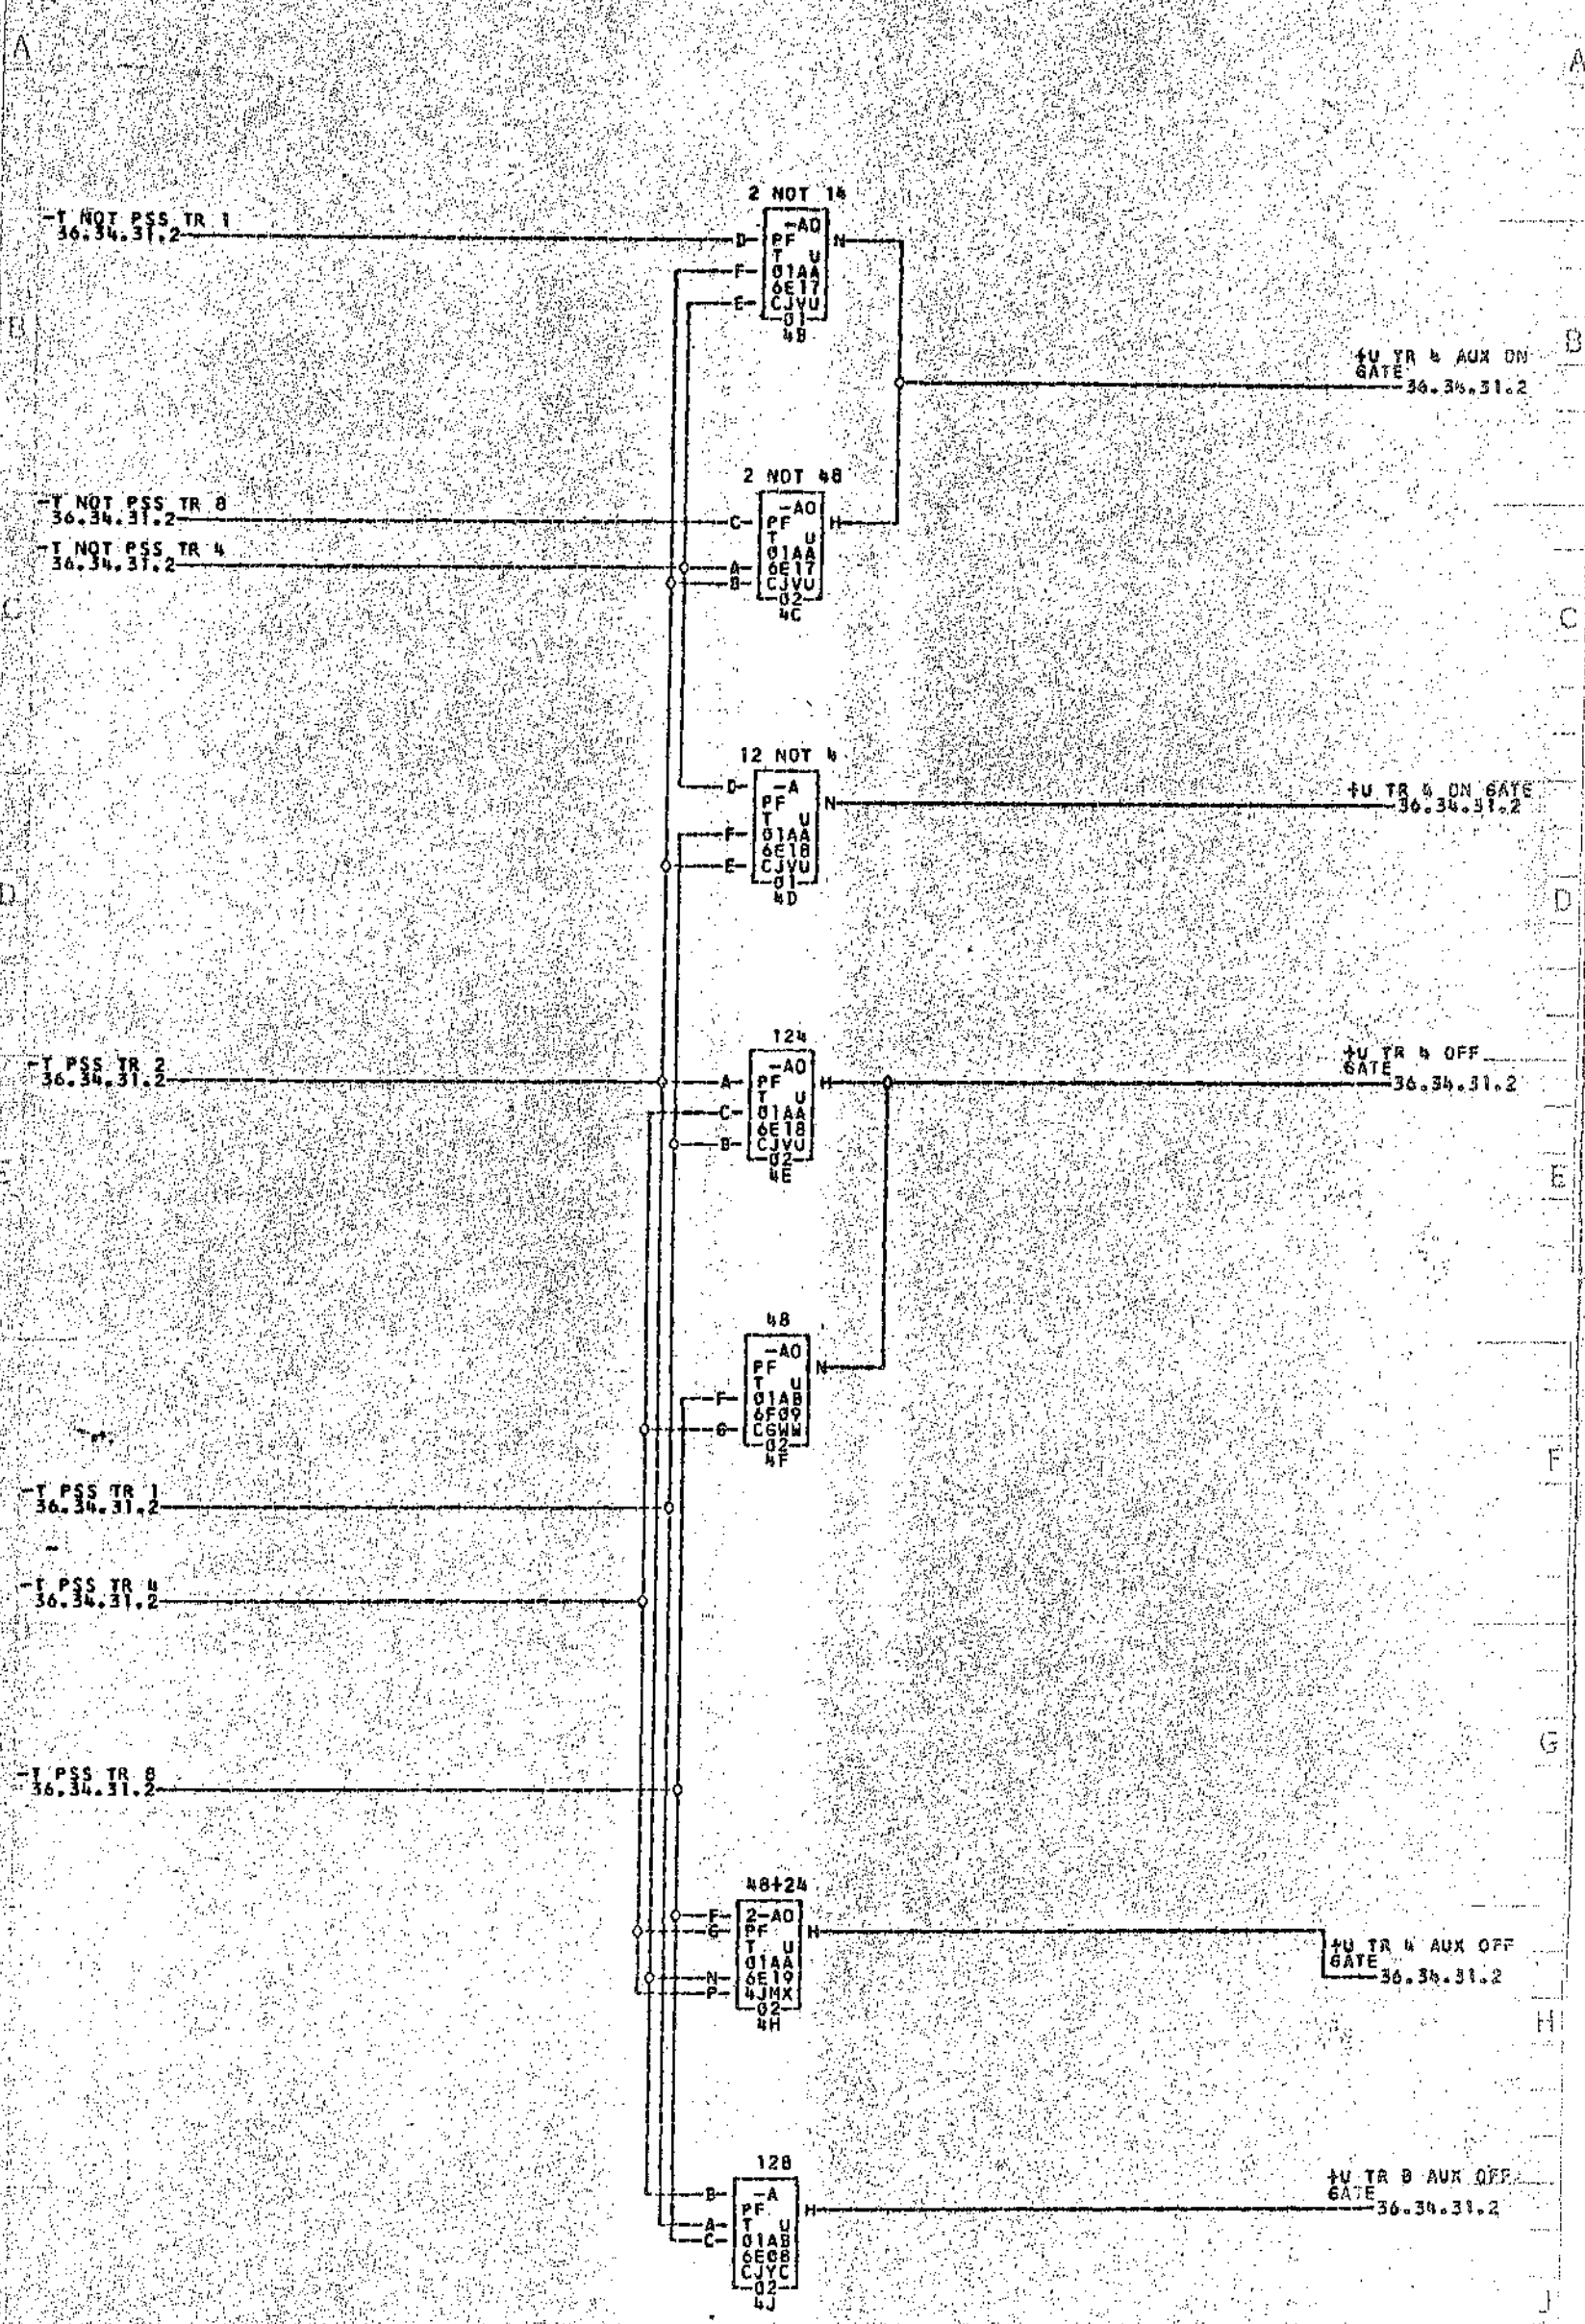 A
A
2 NOT 14
-T NOT PSS TR 1
36.34.31.2
-AO
D
PF
N
T U
F
01AA
6E17
E
CJVU
01
4B
B
B
+U TR 4 AUX ON
GATE
36.34.31.2
2 NOT 48
-T NOT PSS TR 8
36.34.31.2
-AO
C
PF
H
T U
-T NOT PSS TR 4
36.34.31.2
01AA
A
6E17
B
CJVU
02
4C
C
C
12 NOT 4
D
-A
PF
N
T U
F
01AA
6E18
E
CJVU
01
4D
+U TR 4 ON GATE
36.34.31.2
D
D
124
-T PSS TR 2
36.34.31.2
-AO
A
PF
H
T U
C
01AA
6E18
B
CJVU
02
4E
+U TR 4 OFF
GATE
36.34.31.2
E
48
-AO
PF
N
T U
F
01AB
6F09
G
CGWW
02
4F
F
-T PSS TR 1
36.34.31.2
-T PSS TR 4
36.34.31.2
G
-T PSS TR 8
36.34.31.2
48+24
F
2-AO
G
PF
H
T U
01AA
N
6E19
P
4JMX
02
4H
+U TR 4 AUX OFF
GATE
36.34.31.2
H
128
B
-A
PF
H
A
T U
C
01AB
6E08
CJYC
02
4J
+U TR 8 AUX OFF
GATE
36.34.31.2
J